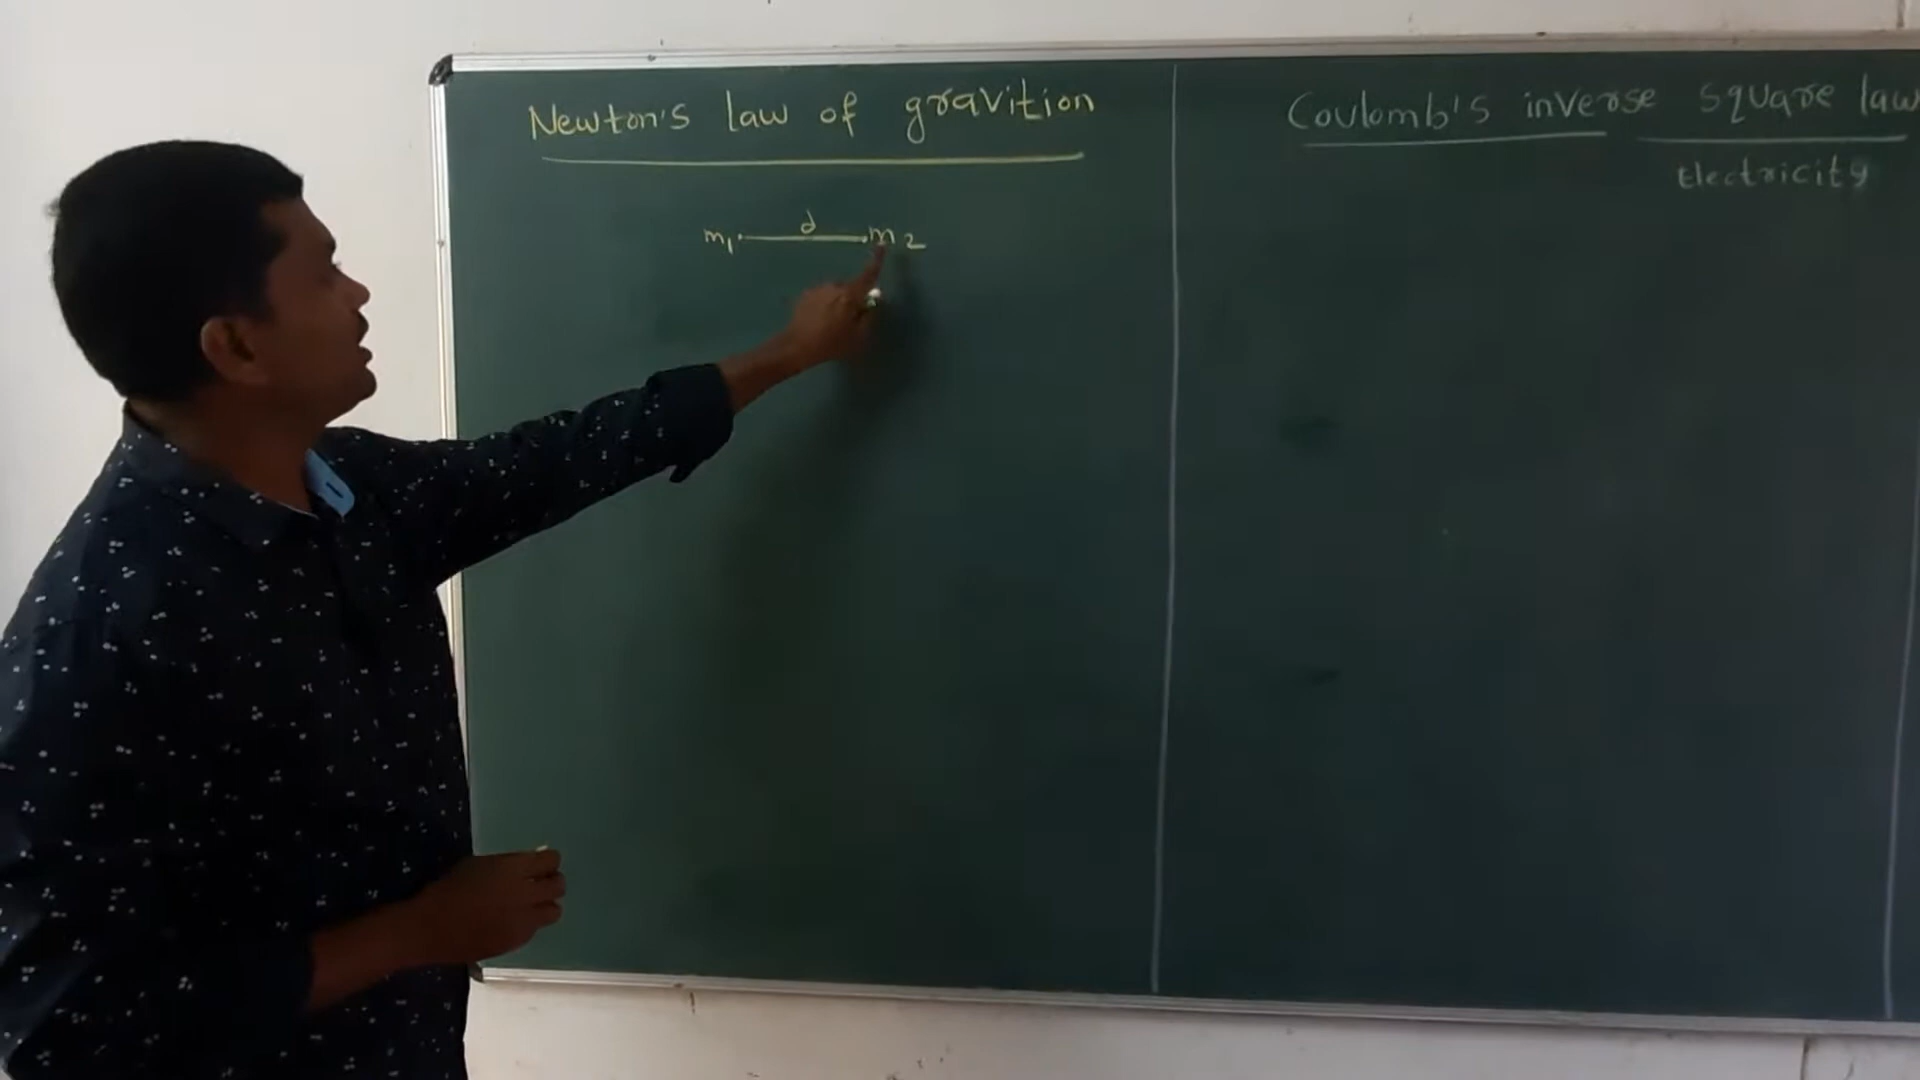 Newton's law of gravition
m1 d m2
Coulomb's inverse square law
Electricity